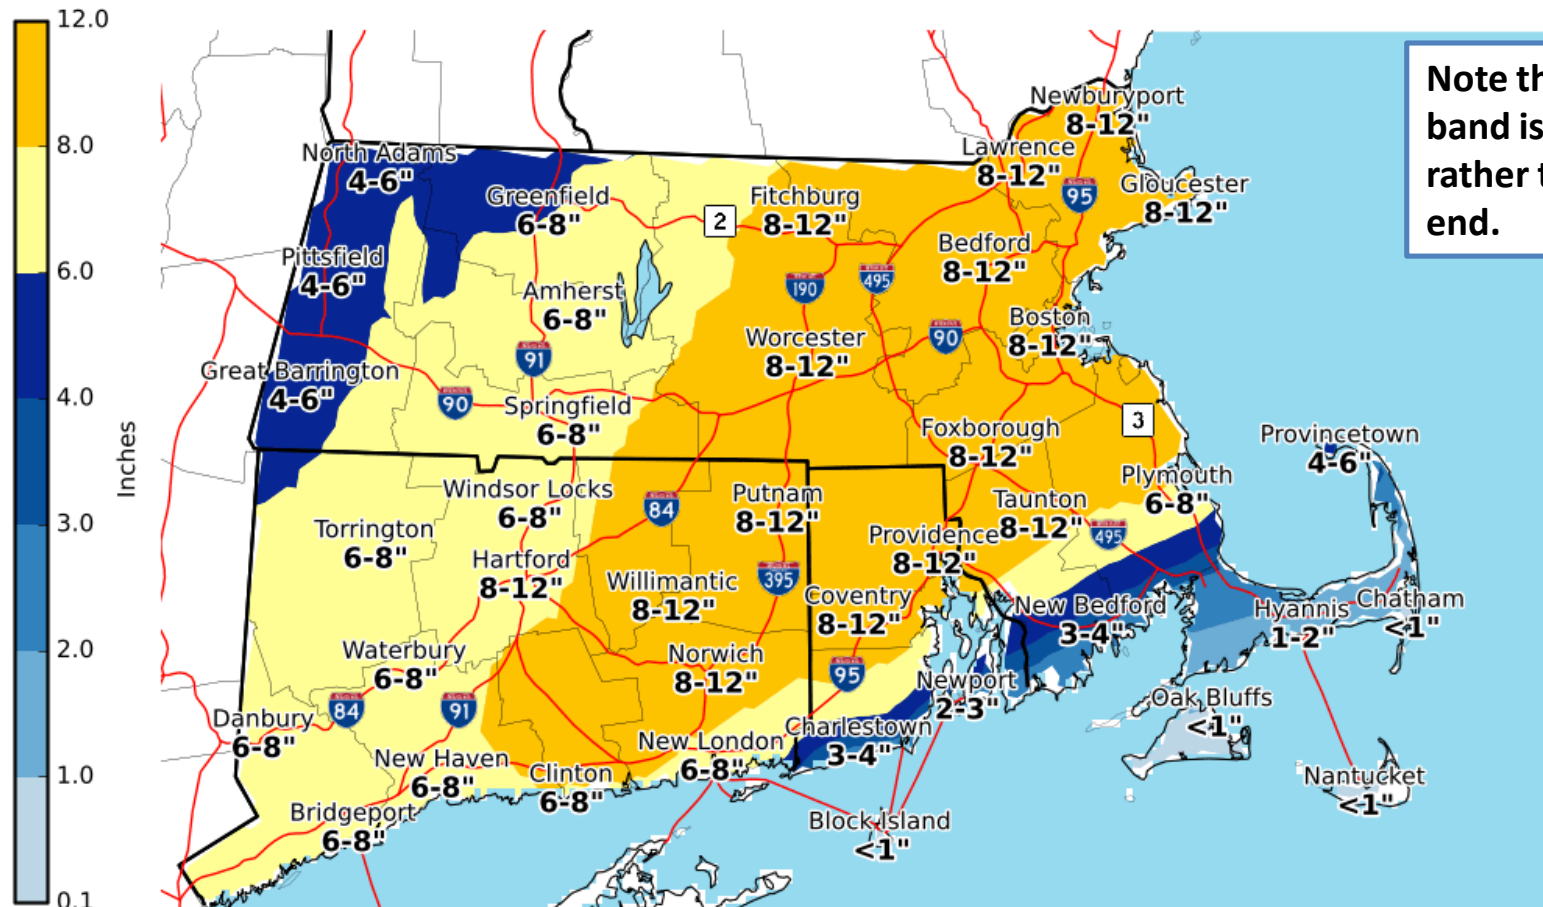 12.0
8.0
6.0
4.0
3.0
2.0
1.0
0.1
Inches
Note th
band is
rather t
end.
Newburyport
8-12"
Lawrence
8-12"
North Adams
4-6"
Greenfield
6-8"
2
Fitchburg
8-12"
95
Gloucester
8-12"
Pittsfield
4-6"
Bedford
8-12"
Amherst
6-8"
190
495
Boston
8-12"
Worcester
8-12"
90
91
Great Barrington
4-6"
90
Springfield
6-8"
3
Foxborough
8-12"
Provincetown
4-6"
Plymouth
6-8"
Windsor Locks
6-8"
84
Putnam
8-12"
Taunton
8-12"
Torrington
6-8"
Providence
8-12"
495
Hartford
8-12"
Willimantic
8-12"
395
Coventry
8-12"
New Bedford
3-4"
Hyannis
1-2"
Chatham
<1"
Waterbury
6-8"
Norwich
8-12"
95
Newport
2-3"
Oak Bluffs
<1"
84
91
Danbury
6-8"
New Haven
6-8"
New London
6-8"
Charlestown
3-4"
Clinton
6-8"
Nantucket
<1"
Bridgeport
6-8"
Block Island
<1"